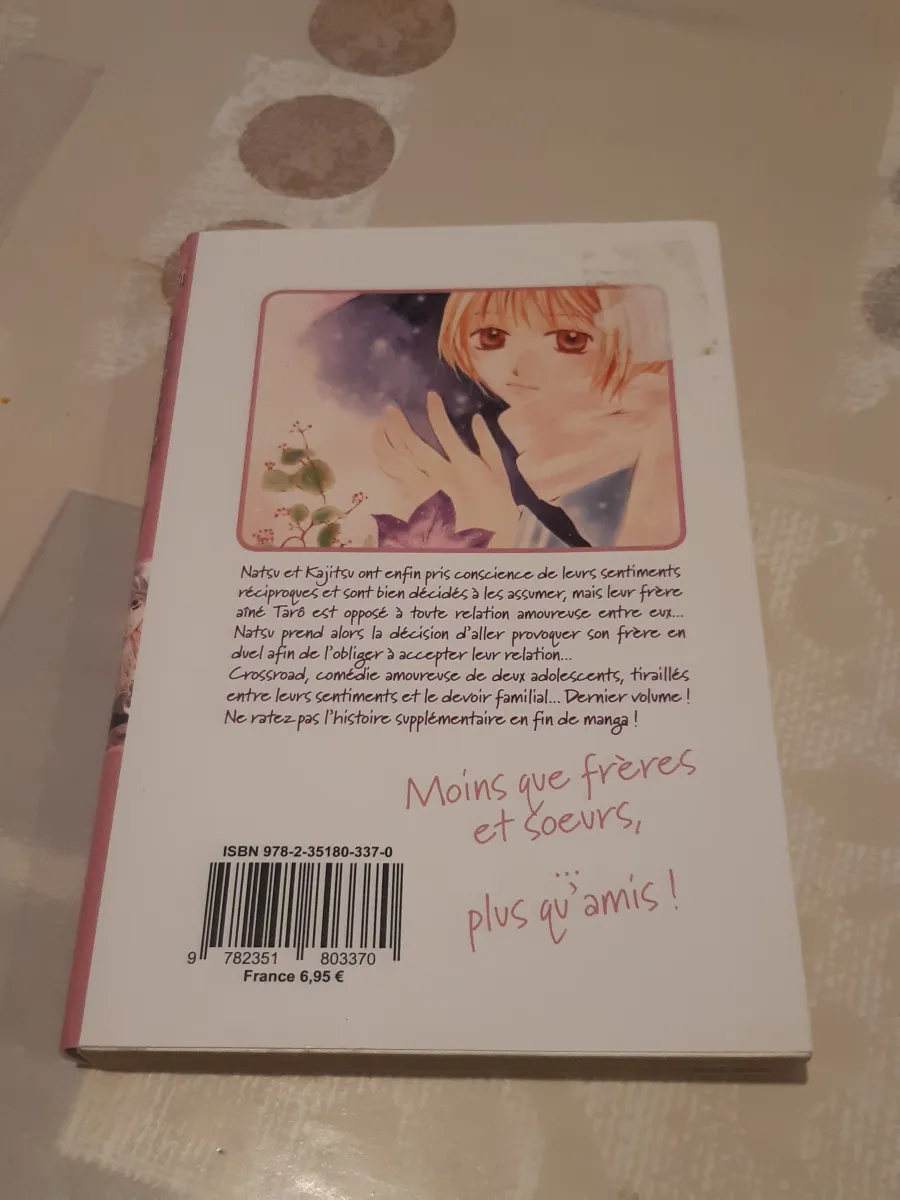 Natsu et Kajitsu ont enfin pris conscience de leurs sentiments
réciproques et sont bien décidés à les assumer, mais leur frère
aîné Tarô est opposé à toute relation amoureuse entre eux...
Natsu prend alors la décision d'aller provoquer son frère en
duel afin de l'obliger à accepter leur relation...
Crossroad, comédie amoureuse de deux adolescents, tiraillés
entre leurs sentiments et le devoir familial... Dernier volume !
Ne ratez pas l'histoire supplémentaire en fin de manga !
Moins que frères
et soeurs,
...
plus qu'amis !
ISBN 978-2-35180-337-0
9 782351 803370
France 6,95 €